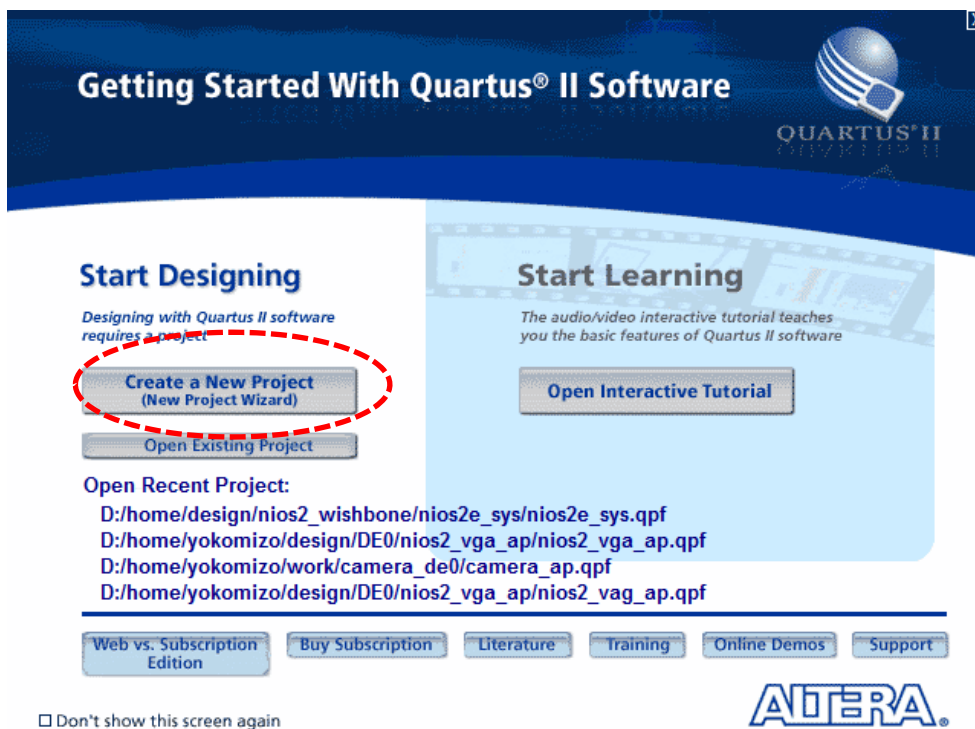 Getting Started With Quartus® II Software
QUARTUS® II
Start Designing
Designing with Quartus II software
requires a project
Create a New Project
(New Project Wizard)
Open Existing Project
Open Recent Project:
D:/home/design/nios2_wishbone/nios2e_sys/nios2e_sys.qpf
D:/home/yokomizo/design/DE0/nios2_vga_ap/nios2_vga_ap.qpf
D:/home/yokomizo/work/camera_de0/camera_ap.qpf
D:/home/yokomizo/design/DE0/nios2_vga_ap/nios2_vag_ap.qpf
Start Learning
The audio/video interactive tutorial teaches
you the basic features of Quartus II software
Open Interactive Tutorial
Web vs. Subscription
Edition
Buy Subscription
Literature
Training
Online Demos
Support
Don't show this screen again
ALTERA®